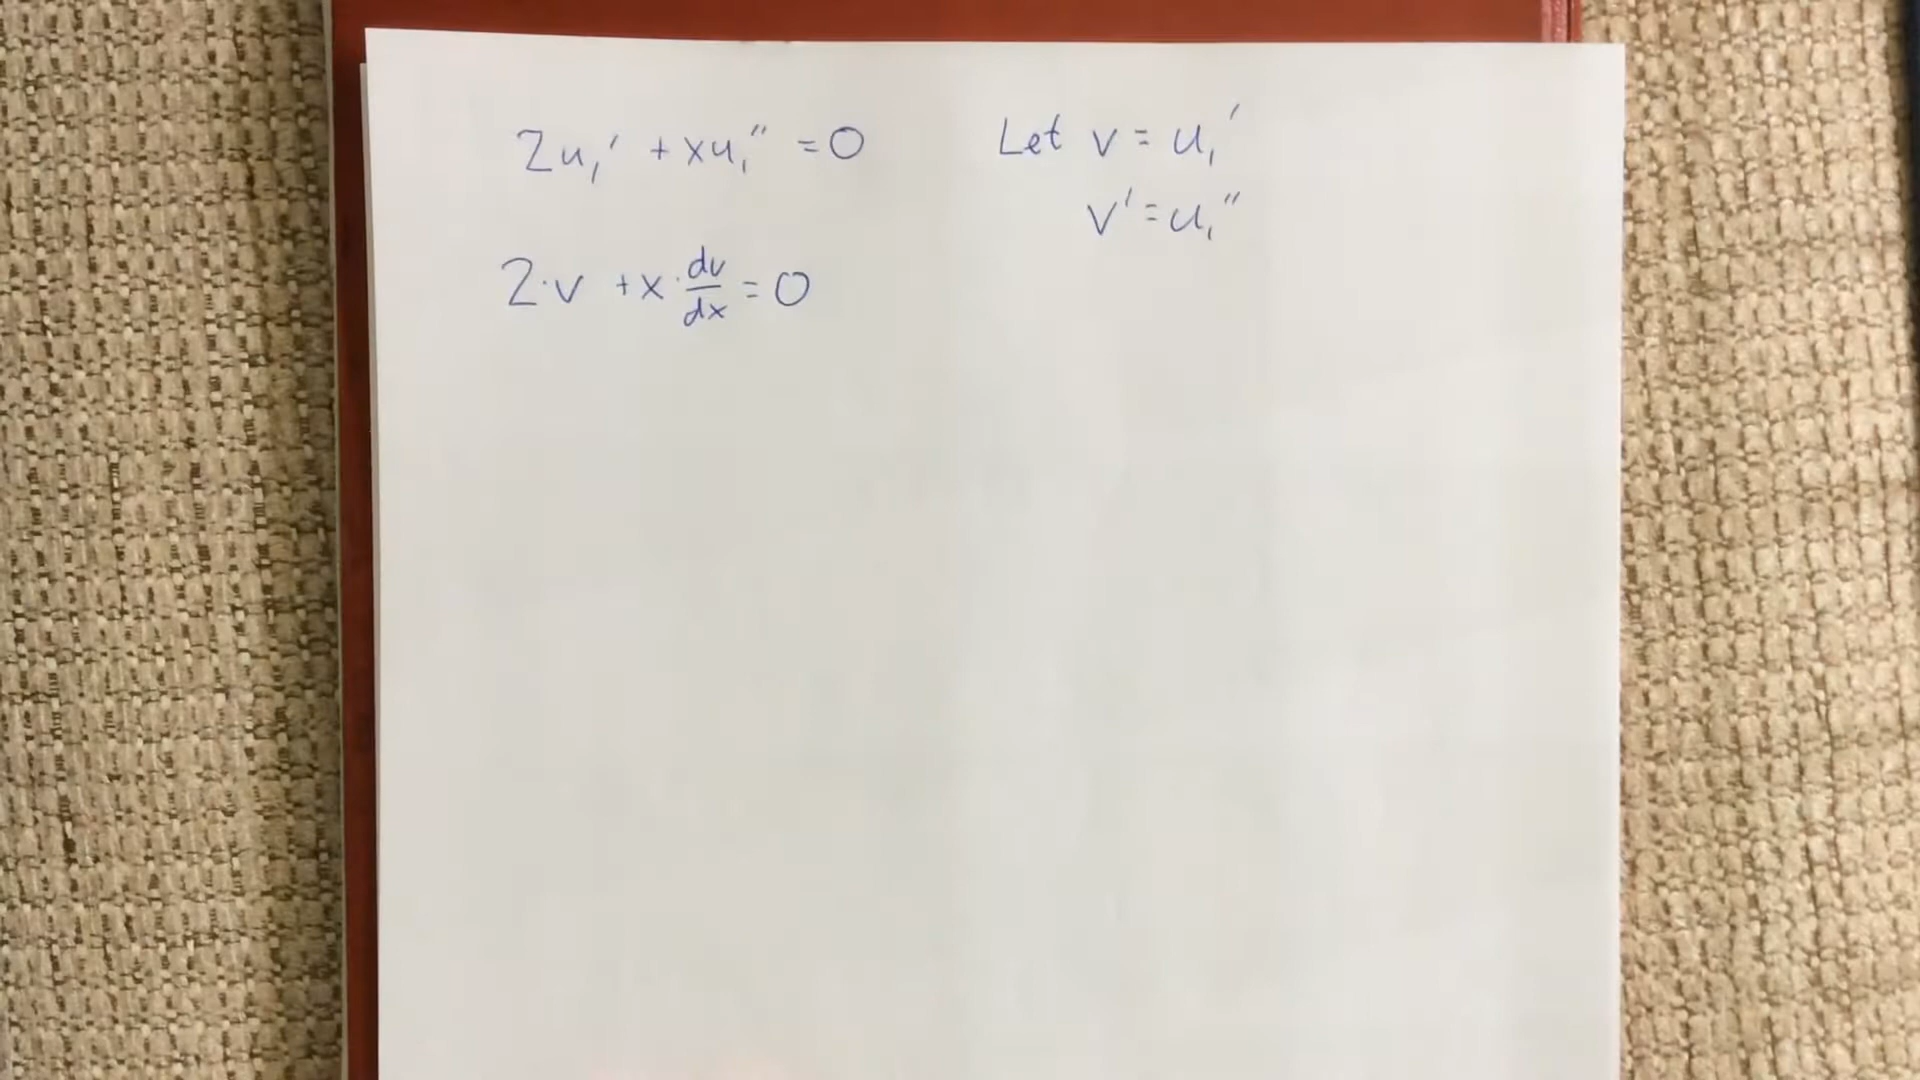 2u₁' + xu₁'' = 0
Let v = u₁'
v' = u₁''
2·v + x·dv/dx = 0